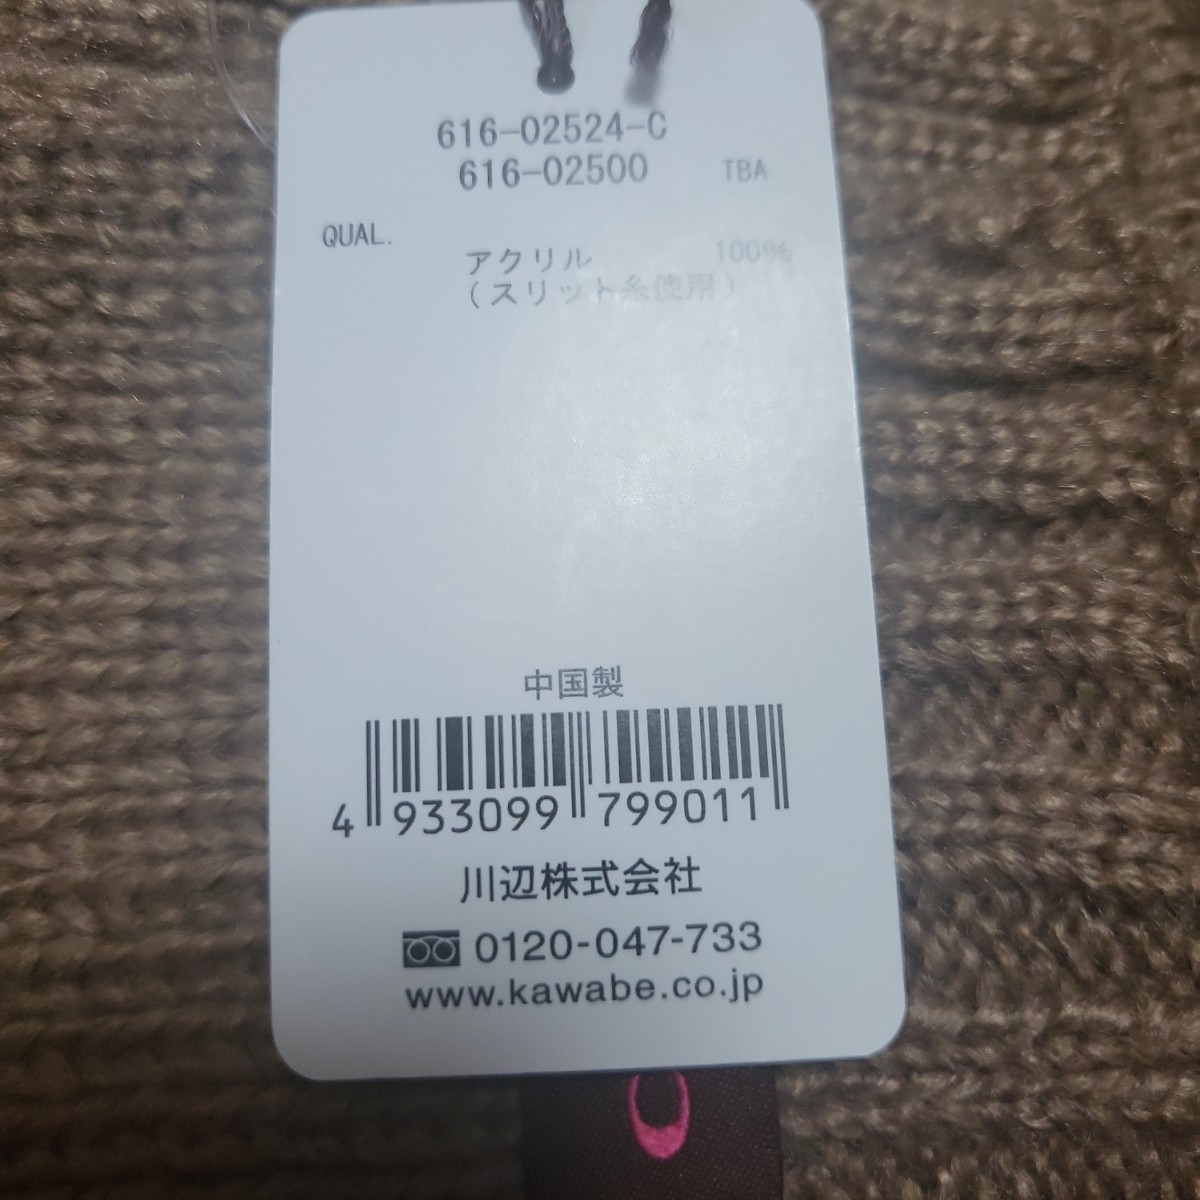 616-02524-C
616-02500 TBA
QUAL.
アクリル 100%
(スリット糸使用)
中国製
4 933099 799011
川辺株式会社
0120-047-733
www.kawabe.co.jp